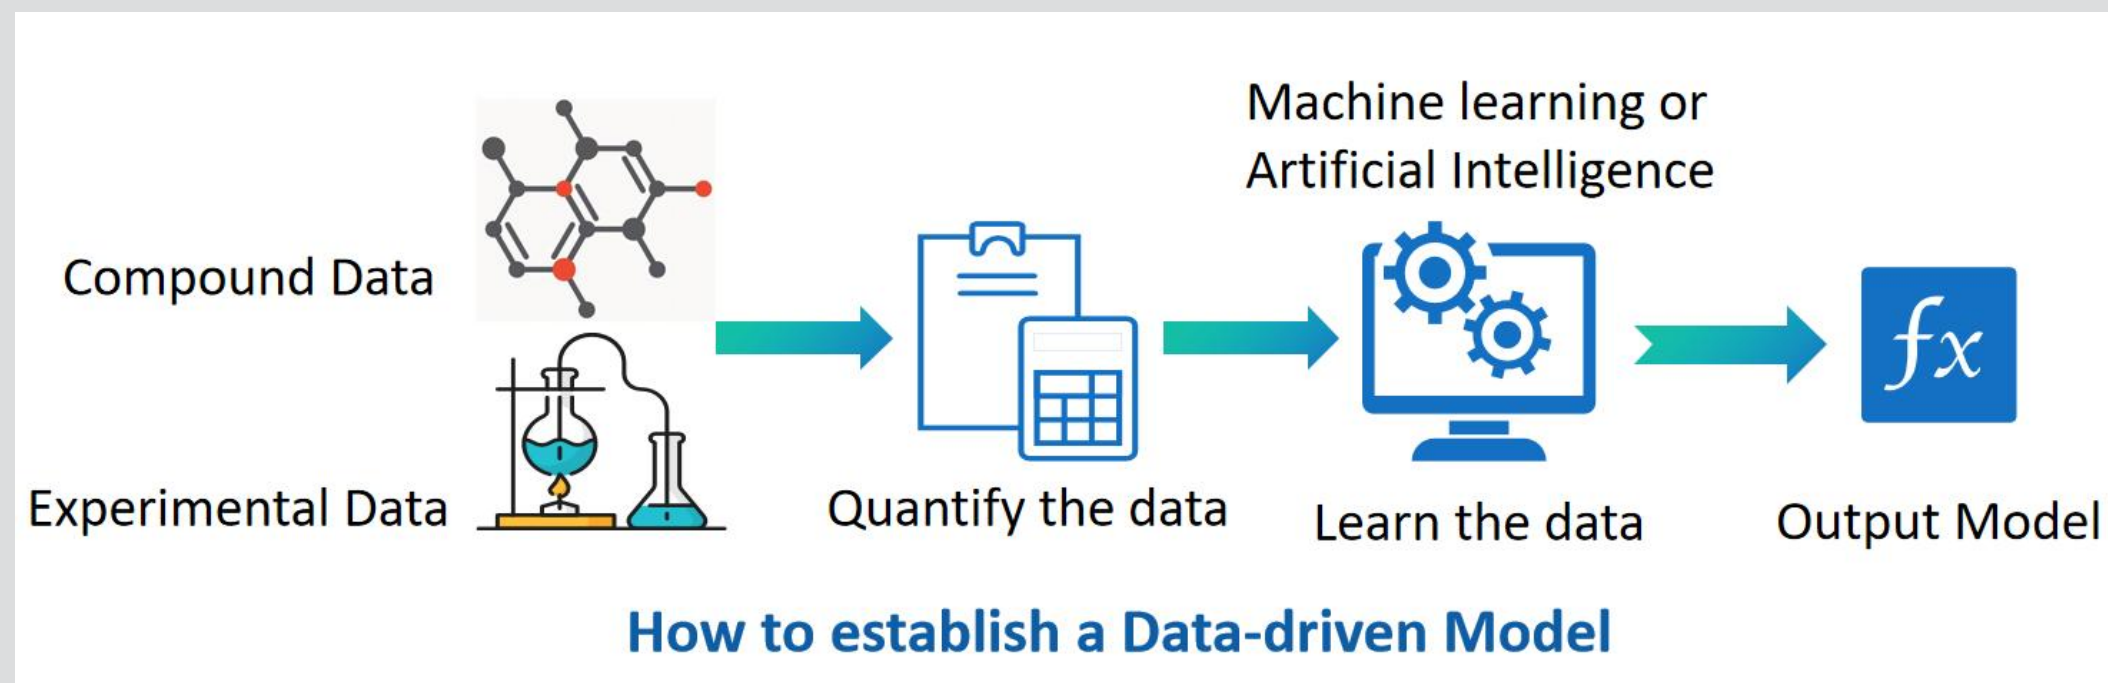 Machine learning or
Artificial Intelligence
Compound Data
Experimental Data
Quantify the data
Learn the data
fx
Output Model
How to establish a Data-driven Model